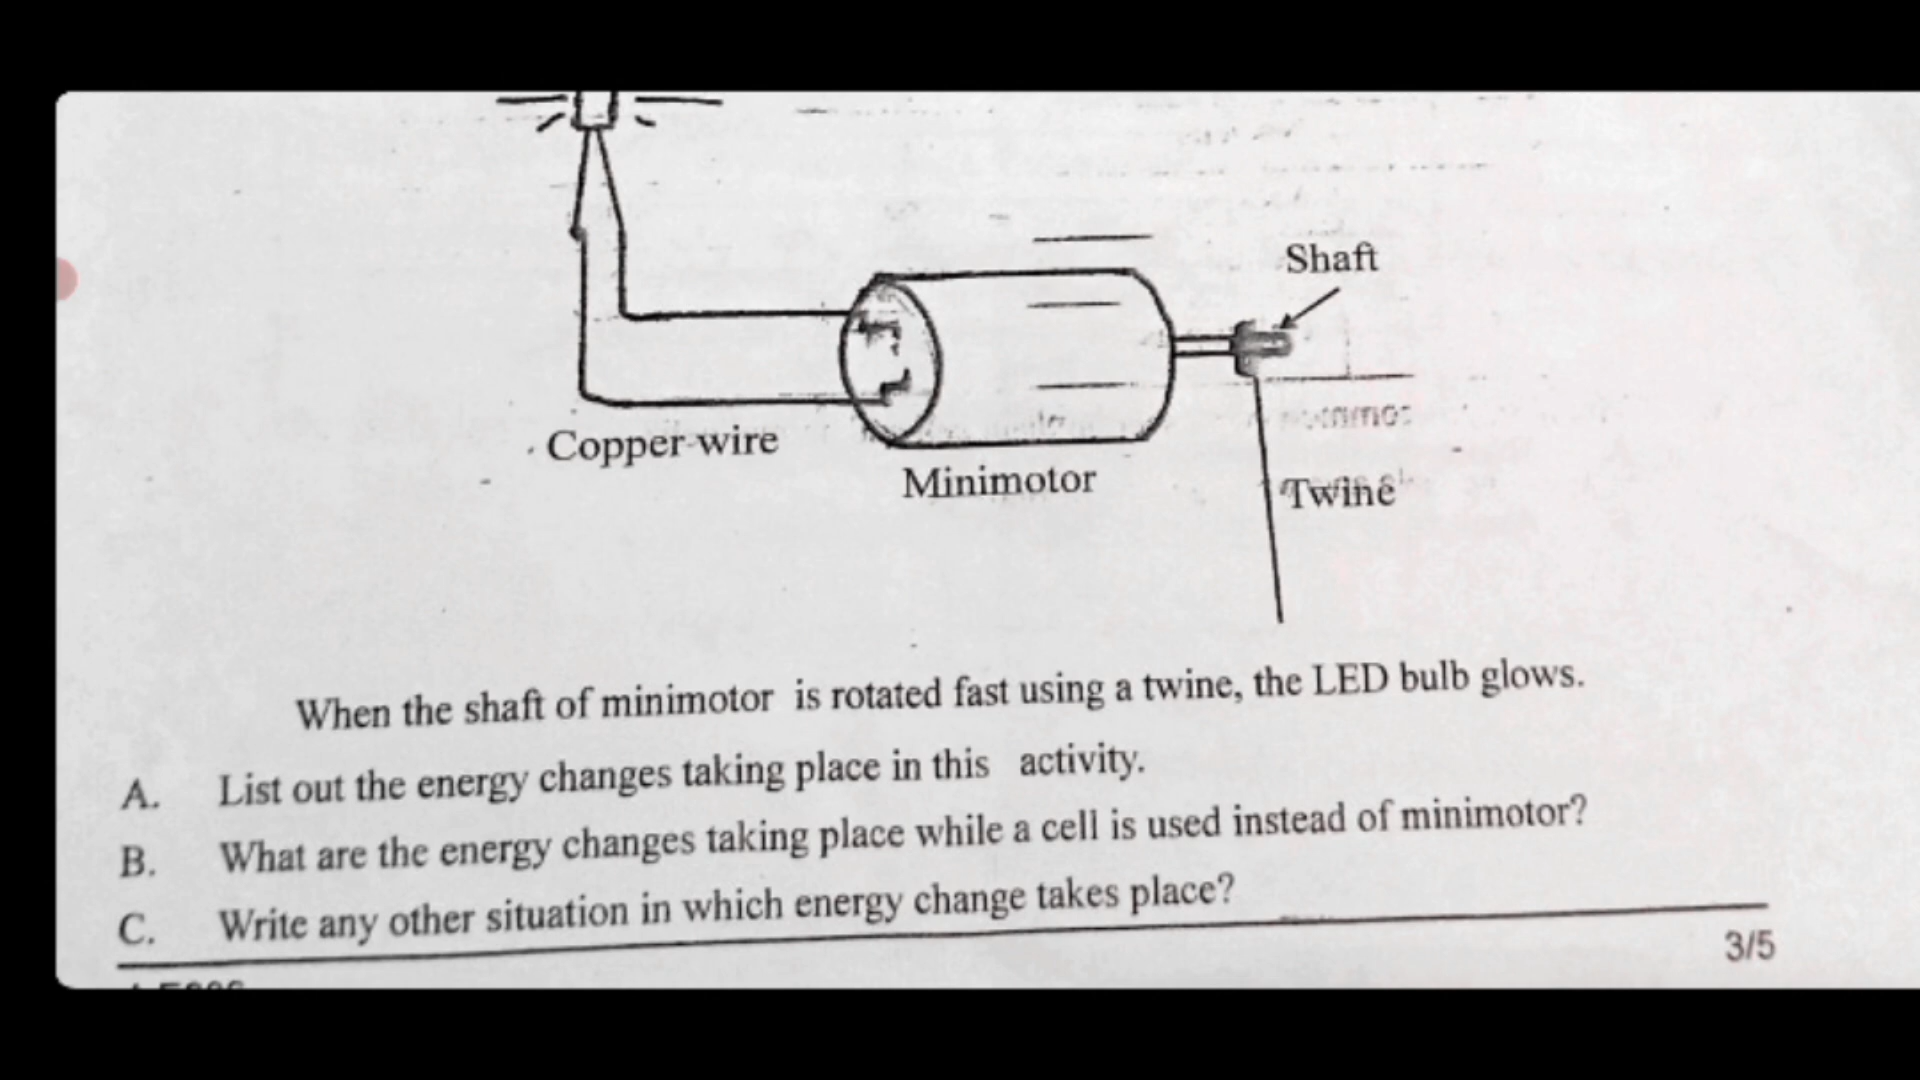 Shaft
Copper wire
Minimotor
Twine
When the shaft of minimotor is rotated fast using a twine, the LED bulb glows.
A. List out the energy changes taking place in this activity.
B. What are the energy changes taking place while a cell is used instead of minimotor?
C. Write any other situation in which energy change takes place?
3/5